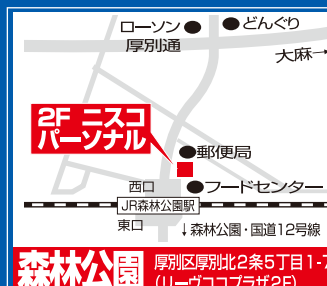 ローソン
どんぐり
厚別通
大麻→
2F ニスコ
パーソナル
郵便局
西口
フードセンター
JR森林公園駅
東口
↓森林公園・国道12号線
森林公園
厚別区厚別北2条5丁目1-7
(リーヴココプラザ2F)